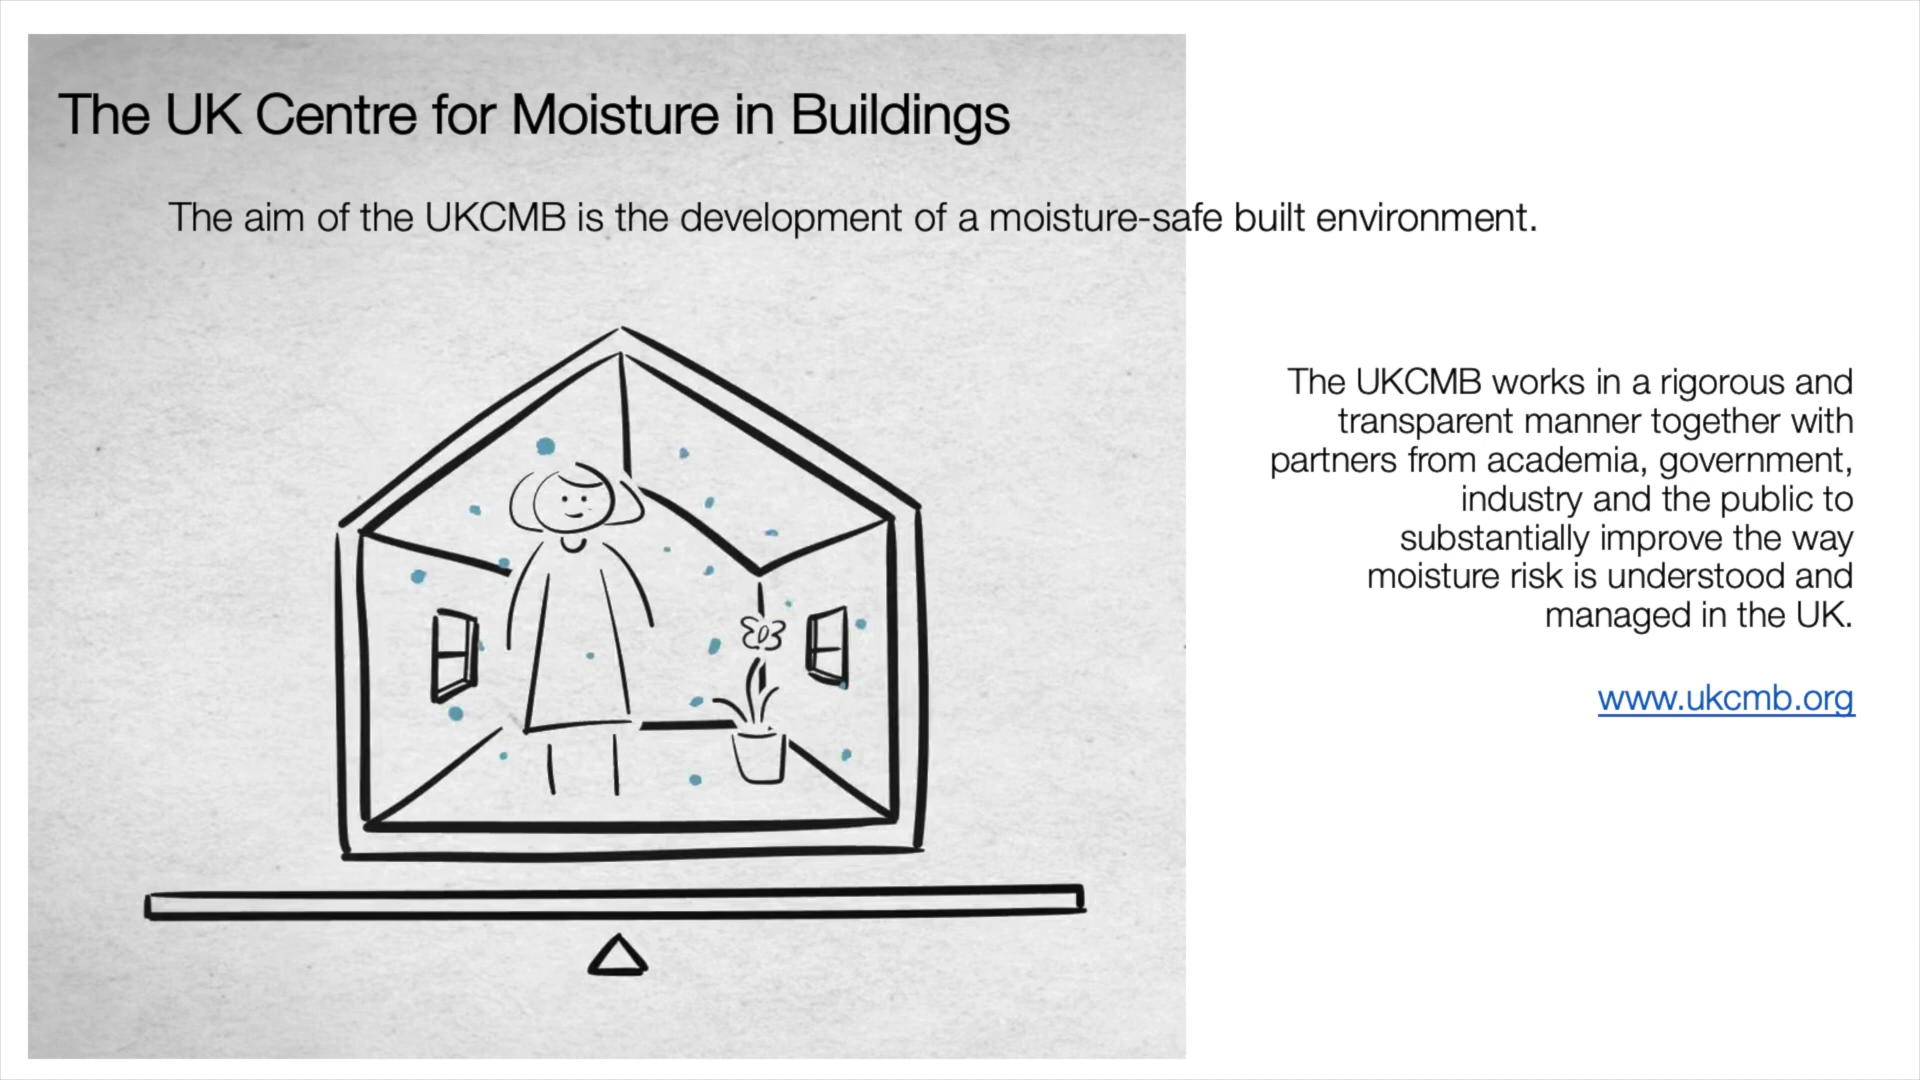 The UK Centre for Moisture in Buildings
The aim of the UKCMB is the development of a moisture-safe built environment.
The UKCMB works in a rigorous and
transparent manner together with
partners from academia, government,
industry and the public to
substantially improve the way
moisture risk is understood and
managed in the UK.
www.ukcmb.org